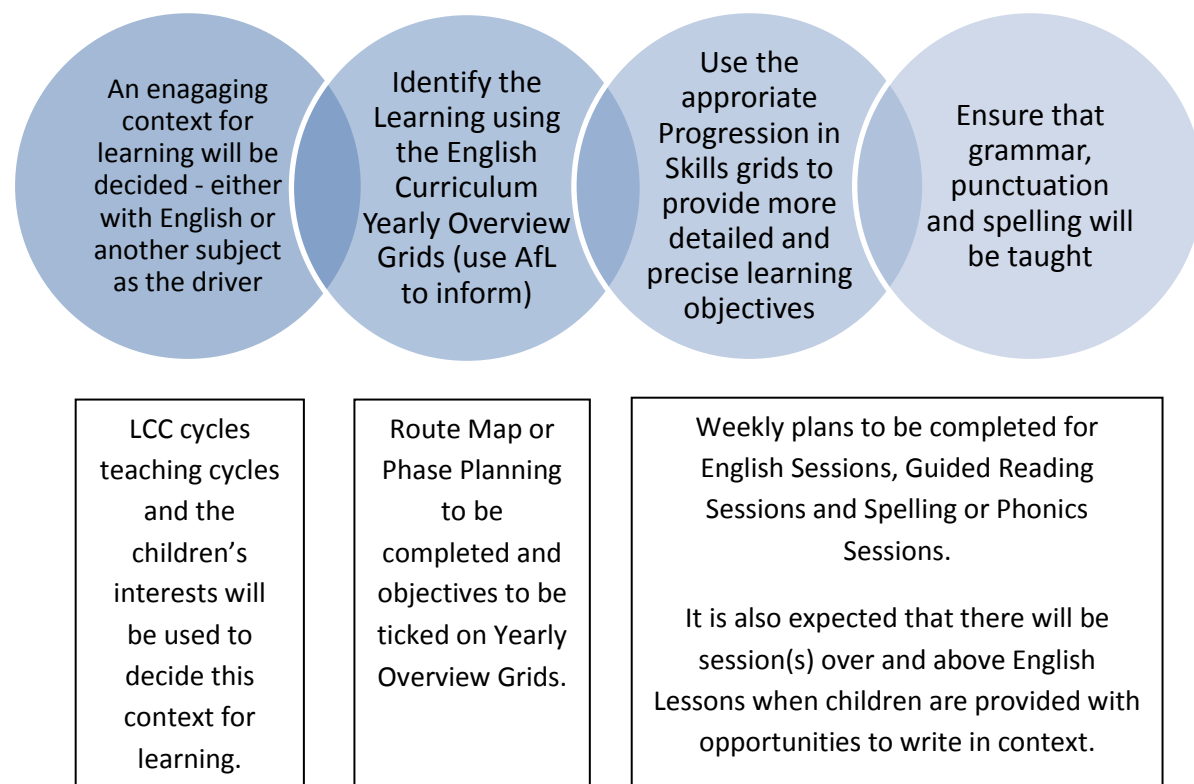 An enagaging
context for
learning will be
decided - either
with English or
another subject
as the driver
Identify the
Learning using
the English
Curriculum
Yearly Overview
Grids (use AfL
to inform)
Use the
approriate
Progression in
Skills grids to
provide more
detailed and
precise learning
objectives
Ensure that
grammar,
punctuation
and spelling will
be taught
LCC cycles
teaching cycles
and the
children’s
interests will
be used to
decide this
context for
learning.
Route Map or
Phase Planning
to be
completed and
objectives to be
ticked on Yearly
Overview Grids.
Weekly plans to be completed for
English Sessions, Guided Reading
Sessions and Spelling or Phonics
Sessions.
It is also expected that there will be
session(s) over and above English
Lessons when children are provided with
opportunities to write in context.